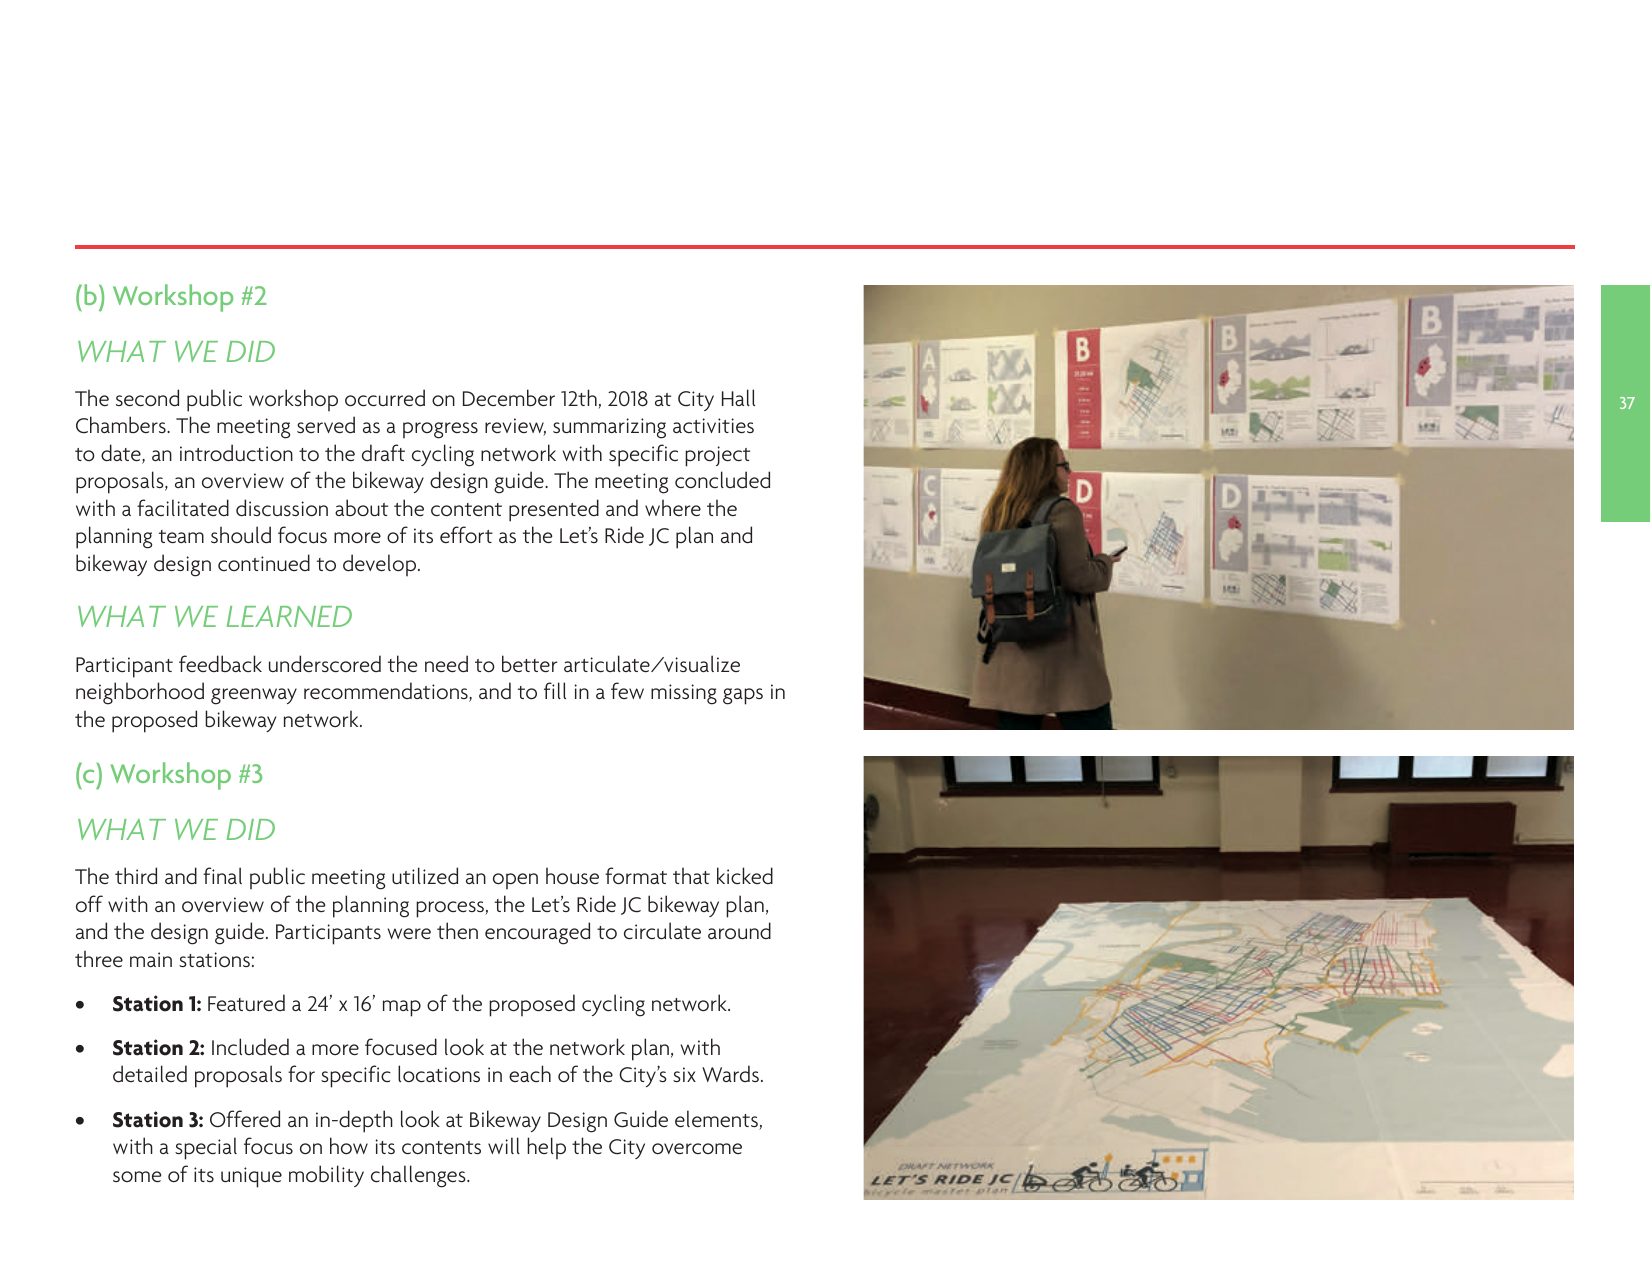 (b) Workshop #2
WHAT WE DID
The second public workshop occurred on December 12th, 2018 at City Hall
Chambers. The meeting served as a progress review, summarizing activities
to date, an introduction to the draft cycling network with specific project
proposals, an overview of the bikeway design guide. The meeting concluded
with a facilitated discussion about the content presented and where the
planning team should focus more of its effort as the Let’s Ride JC plan and
bikeway design continued to develop.
WHAT WE LEARNED
Participant feedback underscored the need to better articulate/visualize
neighborhood greenway recommendations, and to fill in a few missing gaps in
the proposed bikeway network.
(c) Workshop #3
WHAT WE DID
The third and final public meeting utilized an open house format that kicked
off with an overview of the planning process, the Let’s Ride JC bikeway plan,
and the design guide. Participants were then encouraged to circulate around
three main stations:
• Station 1: Featured a 24’ x 16’ map of the proposed cycling network.
• Station 2: Included a more focused look at the network plan, with
detailed proposals for specific locations in each of the City’s six Wards.
• Station 3: Offered an in-depth look at Bikeway Design Guide elements,
with a special focus on how its contents will help the City overcome
some of its unique mobility challenges.
A
B
B
B
C
D
D
DRAFT NETWORK
LET'S RIDE JC
bicycle master plan
37